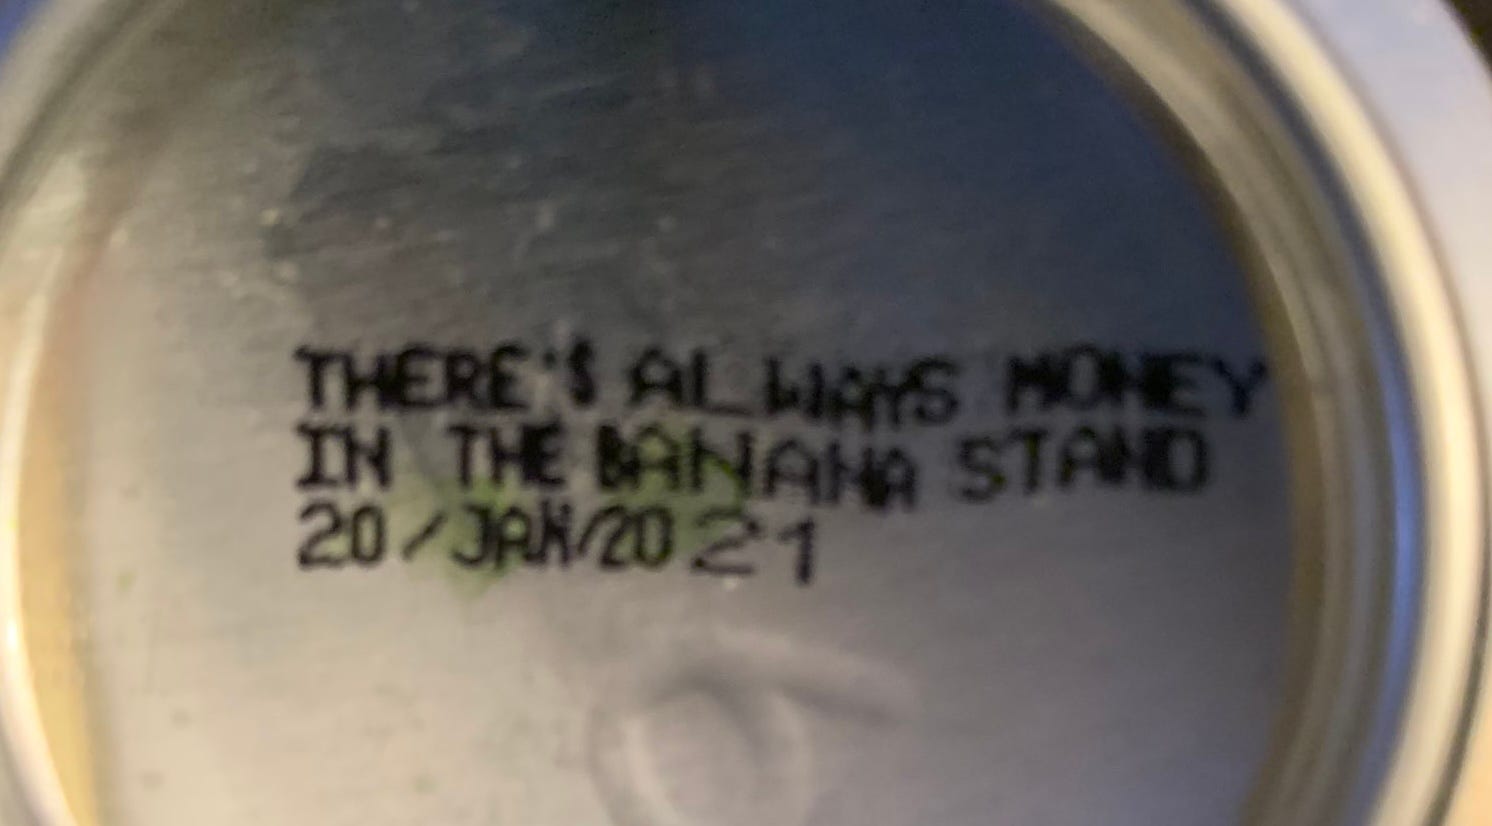 THERE'S ALWAYS MONEY
IN THE BANANA STAND
20/JAN/2021